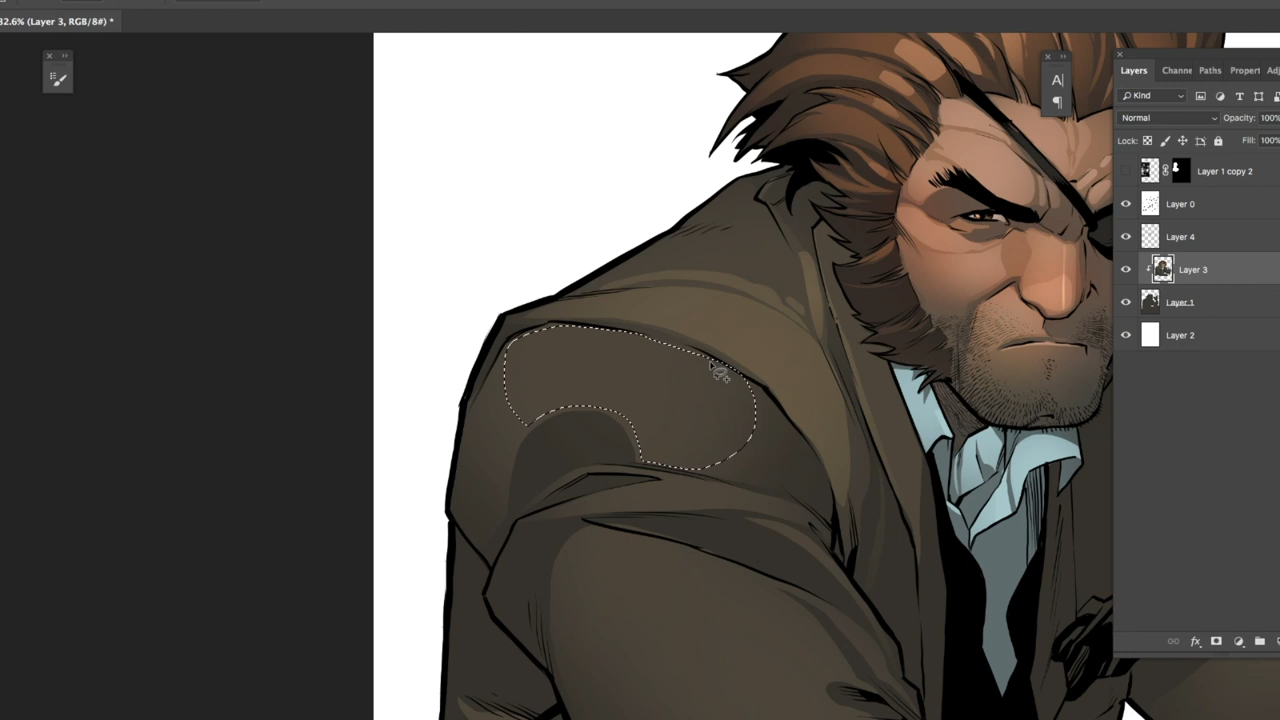 32.6% (Layer 3, RGB/8#) *
Layers Channe Paths Propert Adj
Kind
Normal Opacity: 100%
Lock: Fill: 100%
Layer 1 copy 2
Layer 0
Layer 4
Layer 3
Layer 1
Layer 2